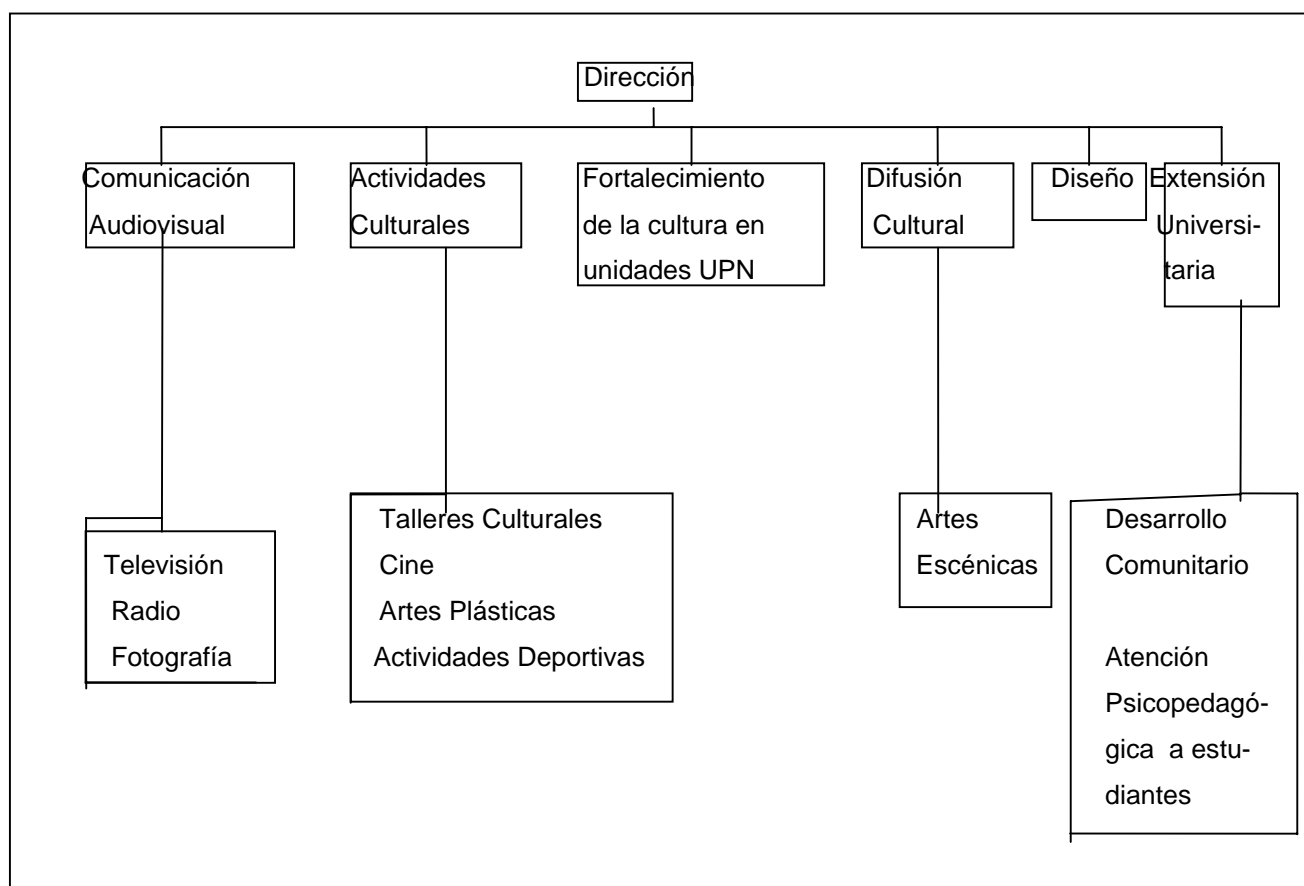 Dirección
Comunicación
Audiovisual
Actividades
Culturales
Fortalecimiento
de la cultura en
unidades UPN
Difusión
Cultural
Diseño
Extensión
Universi-
taria
Televisión
Radio
Fotografía
Talleres Culturales
Cine
Artes Plásticas
Actividades Deportivas
Artes
Escénicas
Desarrollo
Comunitario
Atención
Psicopedagó-
gica a estu-
diantes